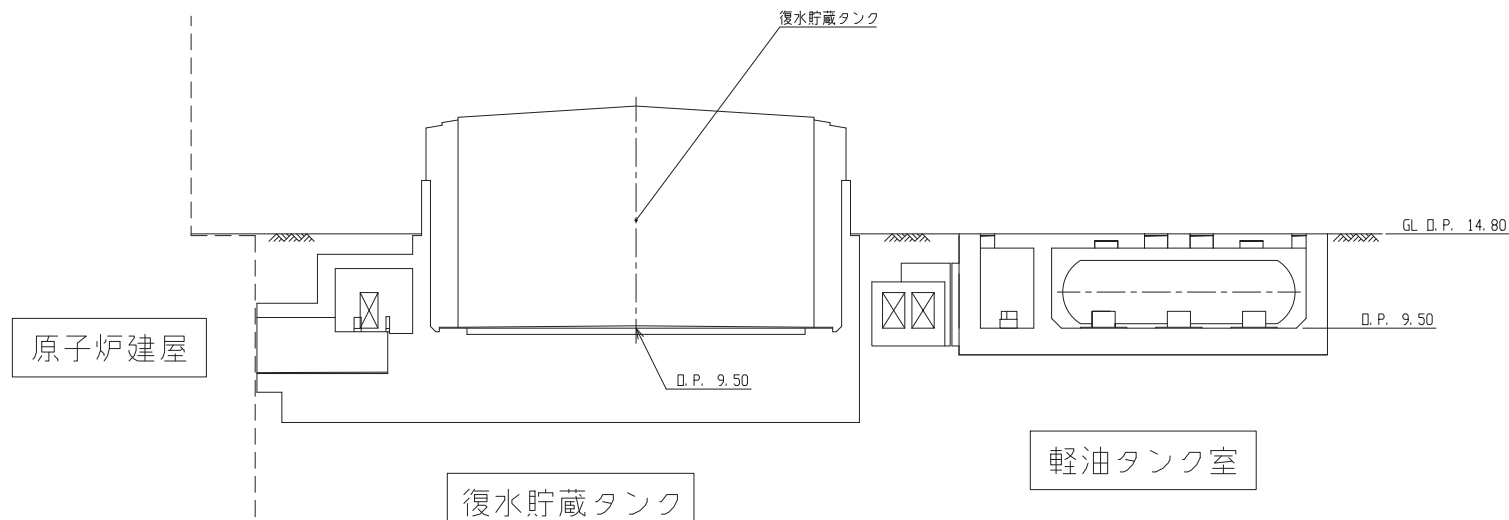 復水貯蔵タンク
GL O.P. 14.80
O.P. 9.50
原子炉建屋
O.P. 9.50
軽油タンク室
復水貯蔵タンク